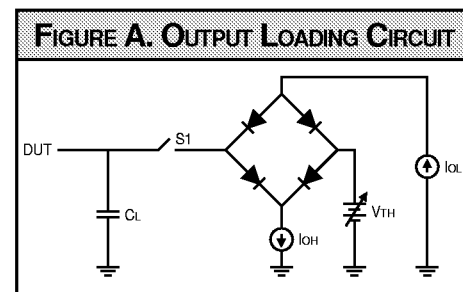 FIGURE A. OUTPUT LOADING CIRCUIT
DUT
S1
IOL
CL
VTH
IOH